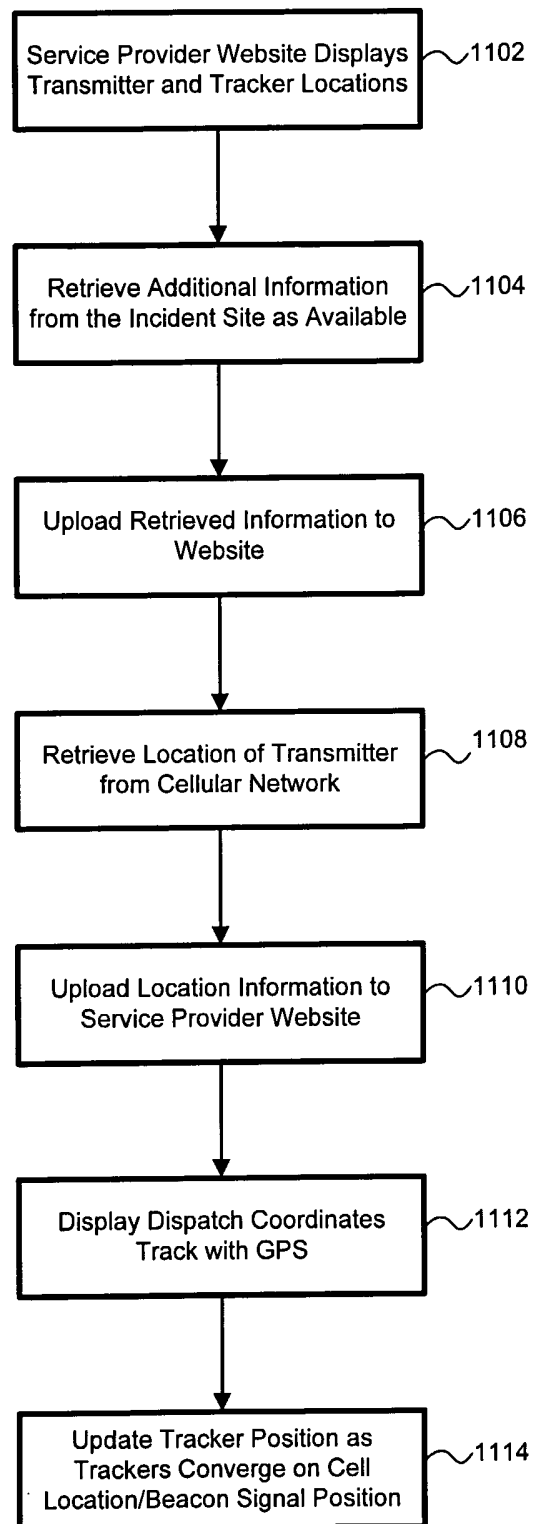 Service Provider Website Displays
Transmitter and Tracker Locations
1102
Retrieve Additional Information
from the Incident Site as Available
1104
Upload Retrieved Information to
Website
1106
Retrieve Location of Transmitter
from Cellular Network
1108
Upload Location Information to
Service Provider Website
1110
Display Dispatch Coordinates
Track with GPS
1112
Update Tracker Position as
Trackers Converge on Cell
Location/Beacon Signal Position
1114